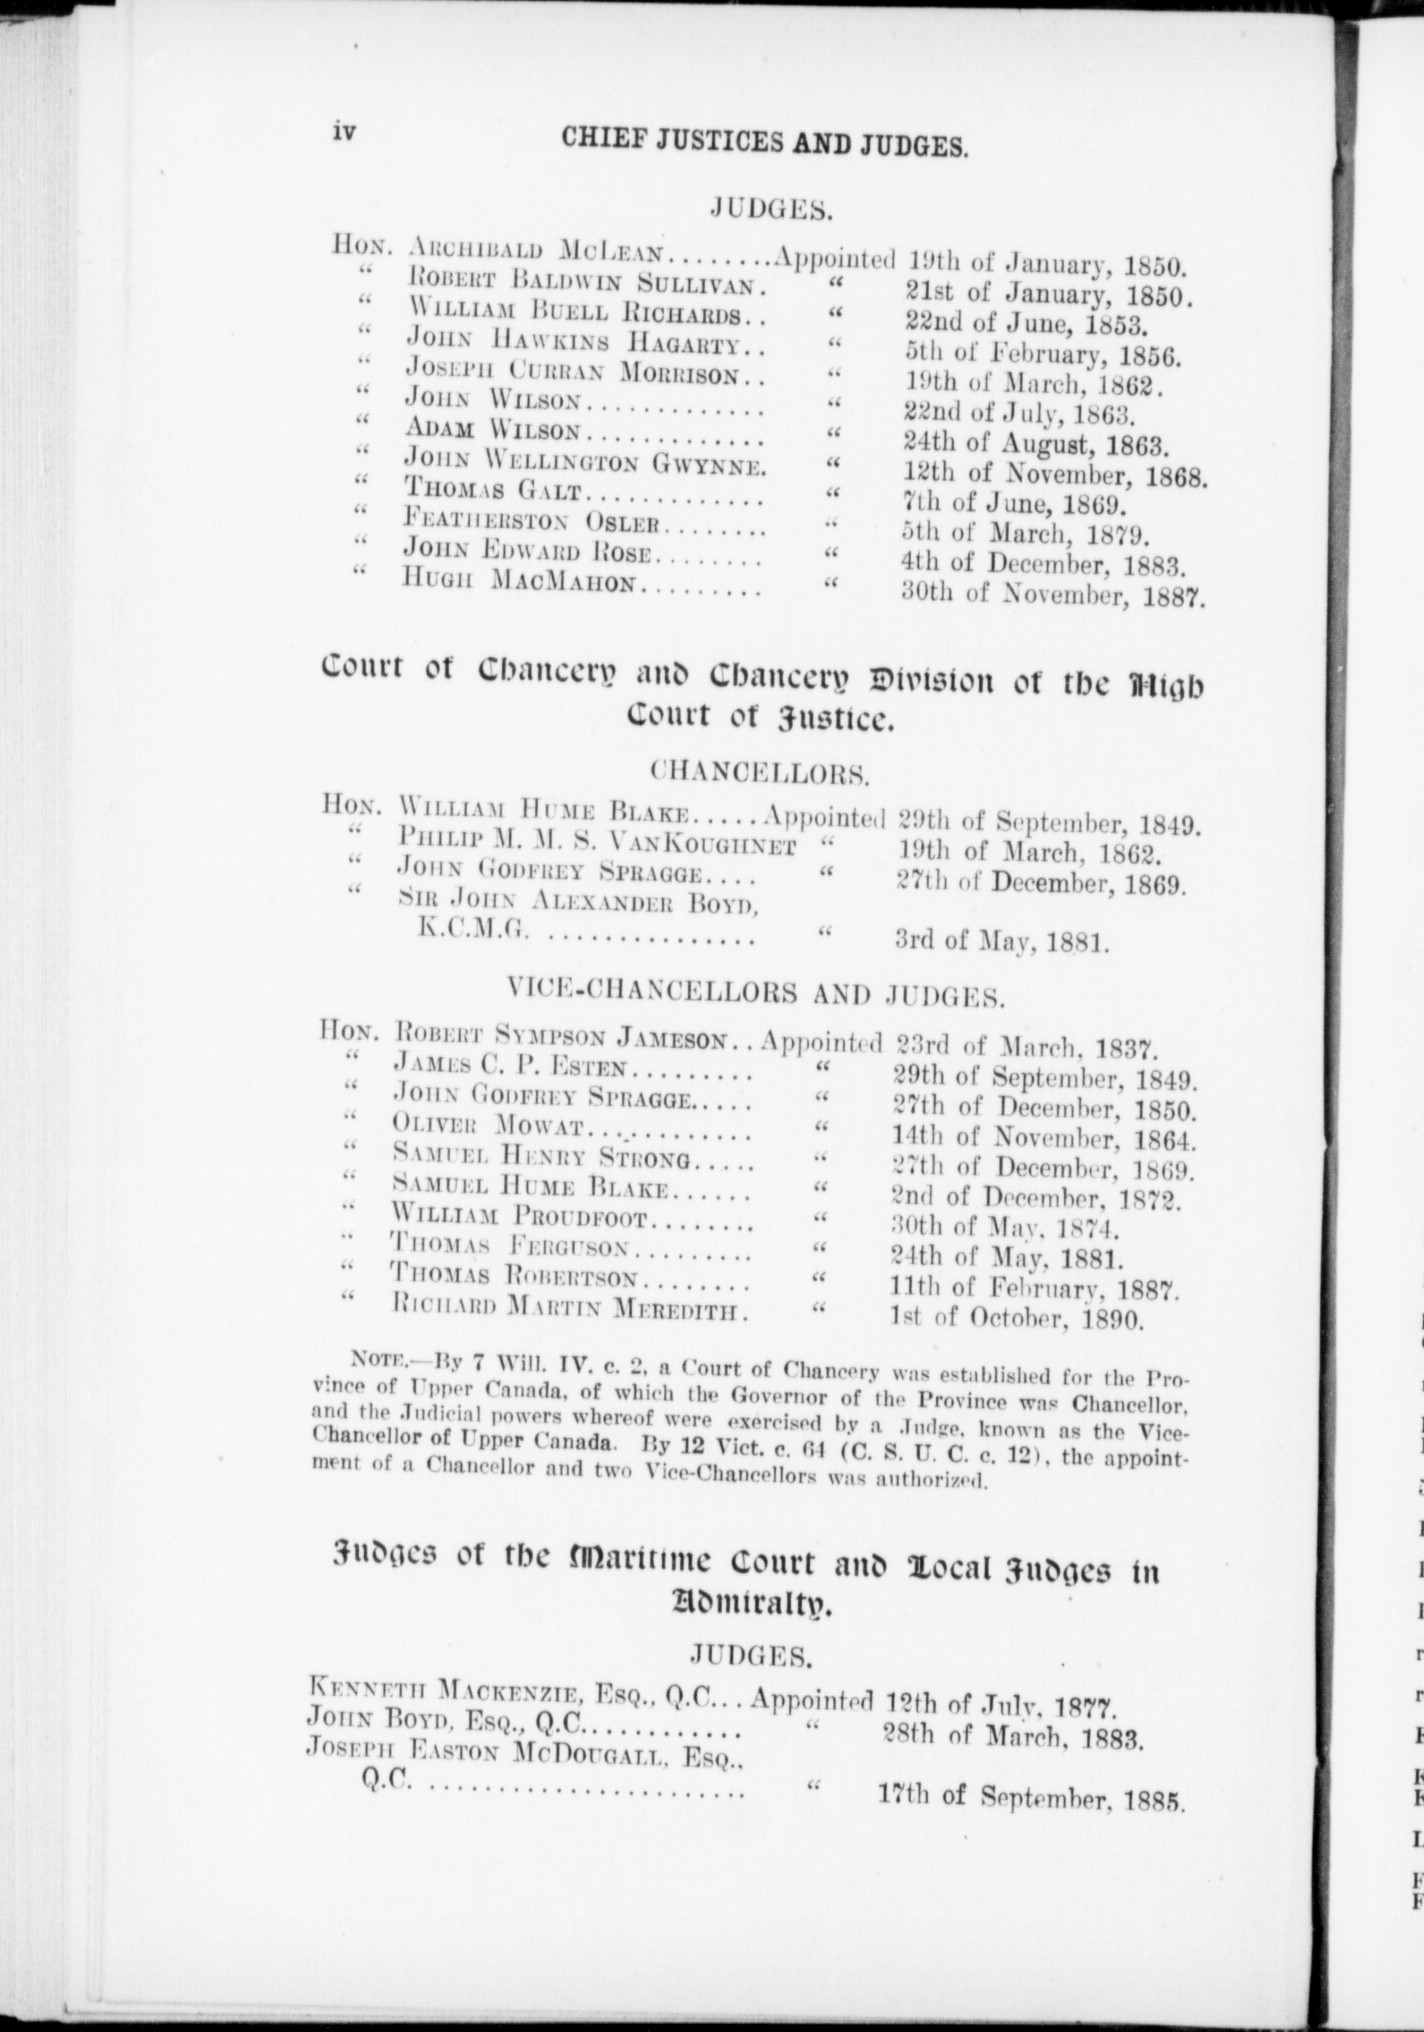 iv CHIEF JUSTICES AND JUDGES.
JUDGES.
HON. ARCHIBALD MCLEAN........Appointed 19th of January, 1850.
" ROBERT BALDWIN SULLIVAN. " 21st of January, 1850.
" WILLIAM BUELL RICHARDS.. " 22nd of June, 1853.
" JOHN HAWKINS HAGARTY.. " 5th of February, 1856.
" JOSEPH CURRAN MORRISON.. " 19th of March, 1862.
" JOHN WILSON............. " 22nd of July, 1863.
" ADAM WILSON............. " 24th of August, 1863.
" JOHN WELLINGTON GWYNNE. " 12th of November, 1868.
" THOMAS GALT............. " 7th of June, 1869.
" FEATHERSTON OSLER........ " 5th of March, 1879.
" JOHN EDWARD ROSE........ " 4th of December, 1883.
" HUGH MACMAHON......... " 30th of November, 1887.
Court of Chancery and Chancery Division of the High
Court of Justice.
CHANCELLORS.
HON. WILLIAM HUME BLAKE.....Appointed 29th of September, 1849.
" PHILIP M. M. S. VANKOUGHNET " 19th of March, 1862.
" JOHN GODFREY SPRAGGE.... " 27th of December, 1869.
" SIR JOHN ALEXANDER BOYD,
K.C.M.G. ............... " 3rd of May, 1881.
VICE-CHANCELLORS AND JUDGES.
HON. ROBERT SYMPSON JAMESON.. Appointed 23rd of March, 1837.
" JAMES C. P. ESTEN......... " 29th of September, 1849.
" JOHN GODFREY SPRAGGE..... " 27th of December, 1850.
" OLIVER MOWAT............ " 14th of November, 1864.
" SAMUEL HENRY STRONG..... " 27th of December, 1869.
" SAMUEL HUME BLAKE...... " 2nd of December, 1872.
" WILLIAM PROUDFOOT........ " 30th of May, 1874.
" THOMAS FERGUSON......... " 24th of May, 1881.
" THOMAS ROBERTSON........ " 11th of February, 1887.
" RICHARD MARTIN MEREDITH. " 1st of October, 1890.
NOTE.—By 7 Will. IV. c. 2, a Court of Chancery was established for the Pro-
vince of Upper Canada, of which the Governor of the Province was Chancellor,
and the Judicial powers whereof were exercised by a Judge, known as the Vice-
Chancellor of Upper Canada. By 12 Vict. c. 64 (C. S. U. C. c. 12), the appoint-
ment of a Chancellor and two Vice-Chancellors was authorized.
Judges of the Maritime Court and Local Judges in
Admiralty.
JUDGES.
KENNETH MACKENZIE, ESQ., Q.C... Appointed 12th of July, 1877.
JOHN BOYD, ESQ., Q.C............ " 28th of March, 1883.
JOSEPH EASTON MCDOUGALL, ESQ.,
Q.C. ....................... " 17th of September, 1885.